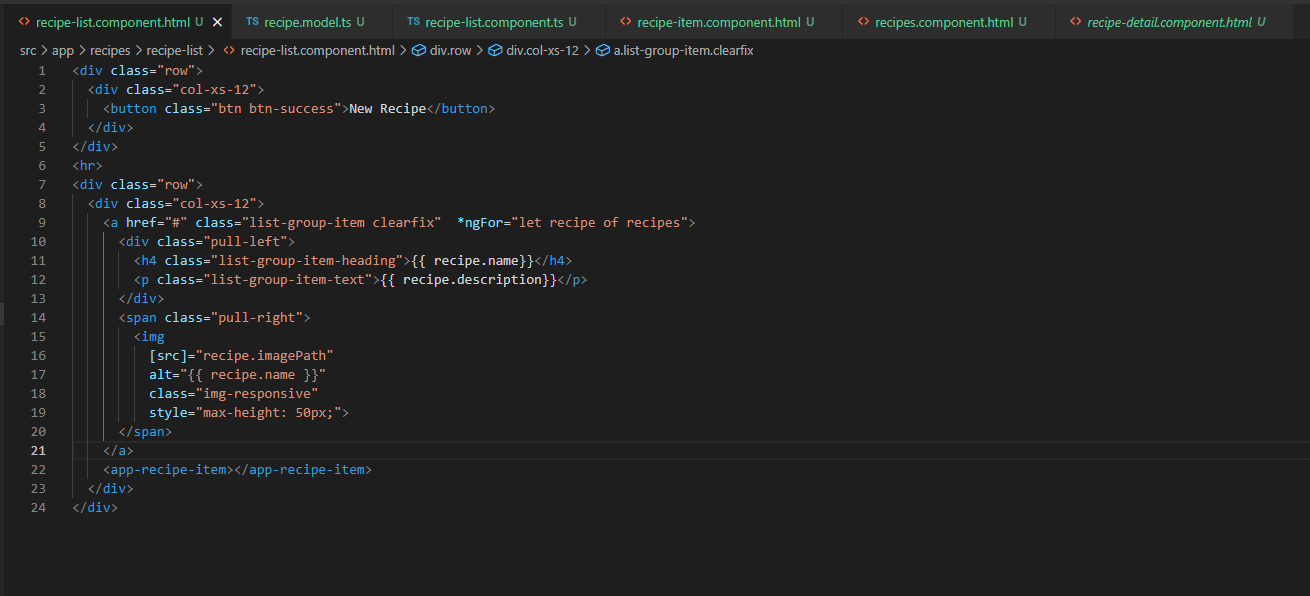 recipe-list.component.html U × TS recipe.model.ts U TS recipe-list.component.ts U recipe-item.component.html U recipes.component.html U recipe-detail.component.html U
src > app > recipes > recipe-list > recipe-list.component.html > div.row > div.col-xs-12 > a.list-group-item.clearfix
1 <div class="row">
2 <div class="col-xs-12">
3 <button class="btn btn-success">New Recipe</button>
4 </div>
5 </div>
6 <hr>
7 <div class="row">
8 <div class="col-xs-12">
9 <a href="#" class="list-group-item clearfix" *ngFor="let recipe of recipes">
10 <div class="pull-left">
11 <h4 class="list-group-item-heading">{{ recipe.name}}</h4>
12 <p class="list-group-item-text">{{ recipe.description}}</p>
13 </div>
14 <span class="pull-right">
15 <img
16 [src]="recipe.imagePath"
17 alt="{{ recipe.name }}"
18 class="img-responsive"
19 style="max-height: 50px;">
20 </span>
21 </a>
22 <app-recipe-item></app-recipe-item>
23 </div>
24 </div>